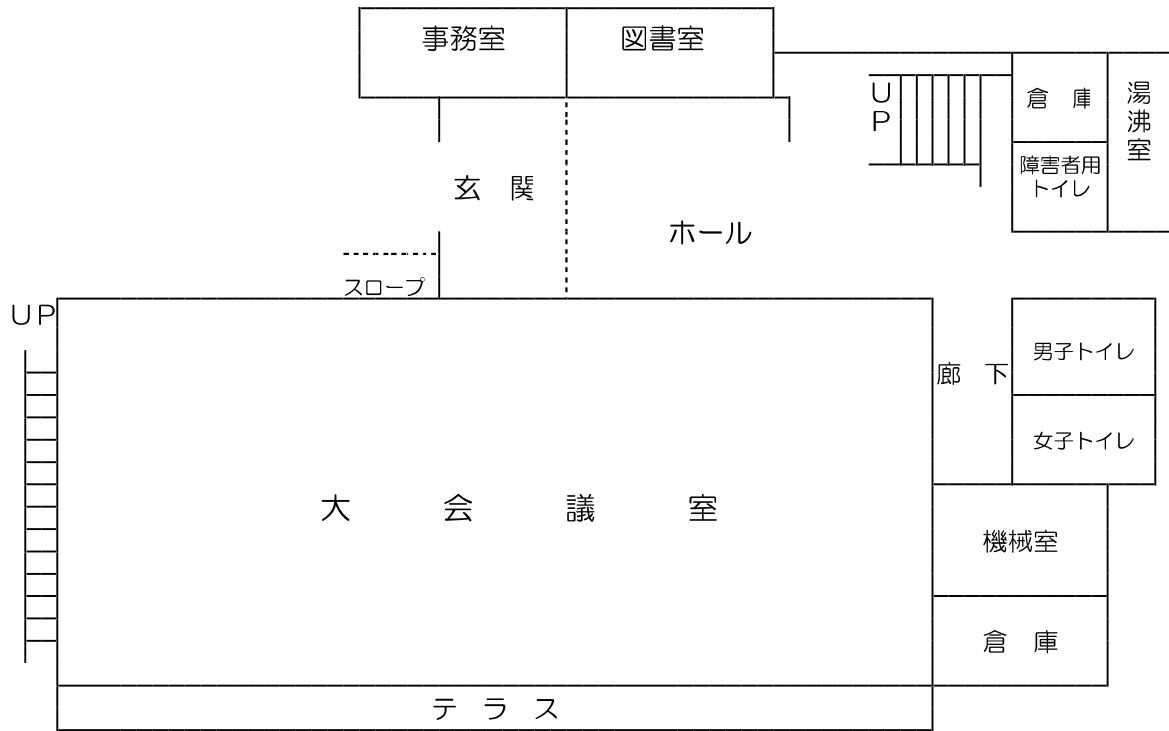 事務室
図書室
UP
倉　庫
湯沸室
障害者用
トイレ
玄　関
ホール
スロープ
UP
男子トイレ
廊　下
女子トイレ
大　会　議　室
機械室
倉　庫
テ　ラ　ス